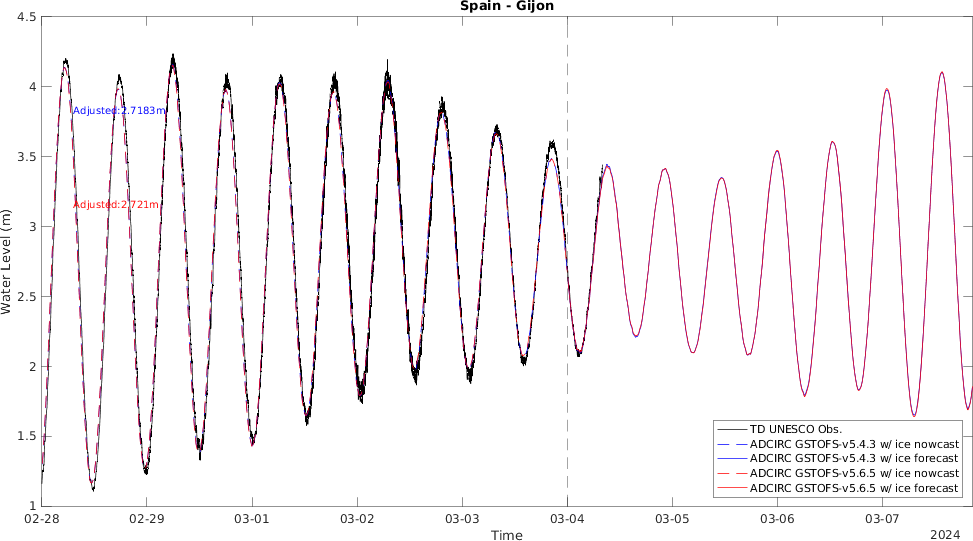 Spain - Gijon
4.5
4
3.5
3
2.5
2
1.5
1
Water Level (m)
Adjusted:2.7183m
Adjusted:2.721m
TD UNESCO Obs.
ADCIRC GSTOFS-v5.4.3 w/ ice nowcast
ADCIRC GSTOFS-v5.4.3 w/ ice forecast
ADCIRC GSTOFS-v5.6.5 w/ ice nowcast
ADCIRC GSTOFS-v5.6.5 w/ ice forecast
02-28 02-29 03-01 03-02 03-03 03-04 03-05 03-06 03-07
Time
2024